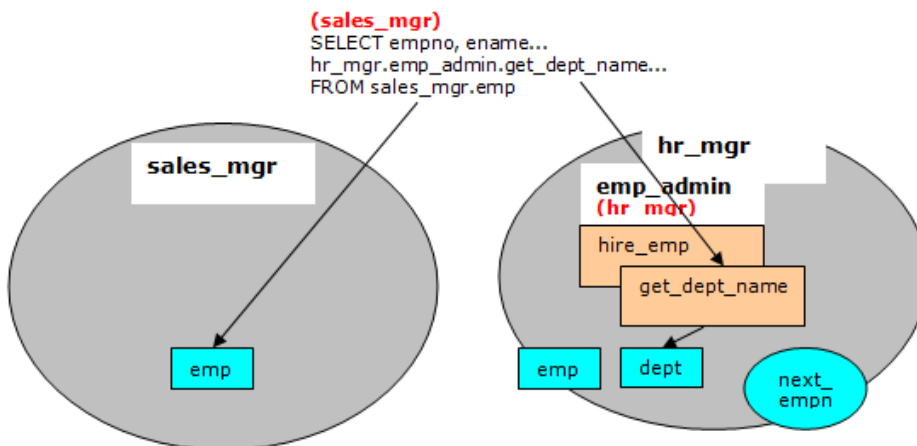 (sales_mgr)
SELECT empno, ename...
hr_mgr.emp_admin.get_dept_name...
FROM sales_mgr.emp
sales_mgr
hr_mgr
emp_admin
(hr_mgr)
hire_emp
get_dept_name
emp
emp
dept
next_
empn